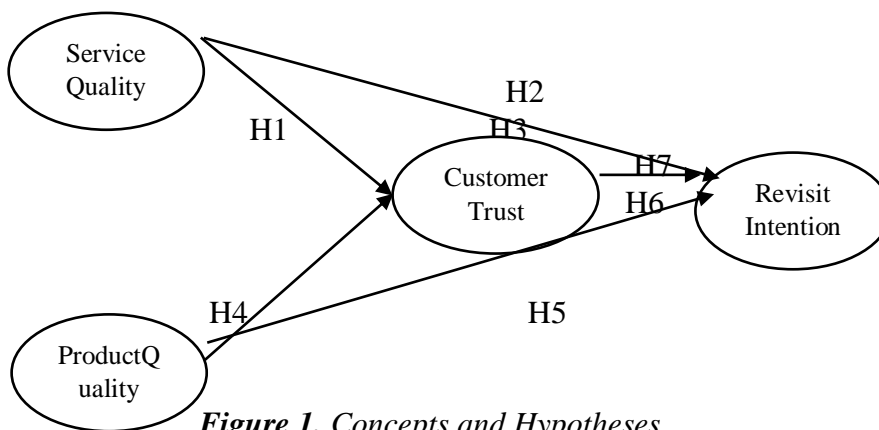 Service
Quality
H2
H1
H3
H7
Customer
Trust
H6
Revisit
Intention
H4
H5
ProductQ
uality
Figure 1. Concepts and Hypotheses